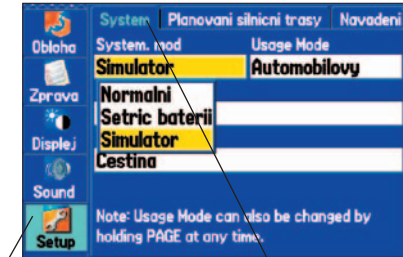 System Planovani silnicni trasy Navadeni
Obloha
System. mod Usage Mode
Simulator Automobilovy
Zprava
Normalni
Setric baterii
Displej
Simulator
Cestina
Sound
Note: Usage Mode can also be changed by
holding PAGE at any time.
Setup